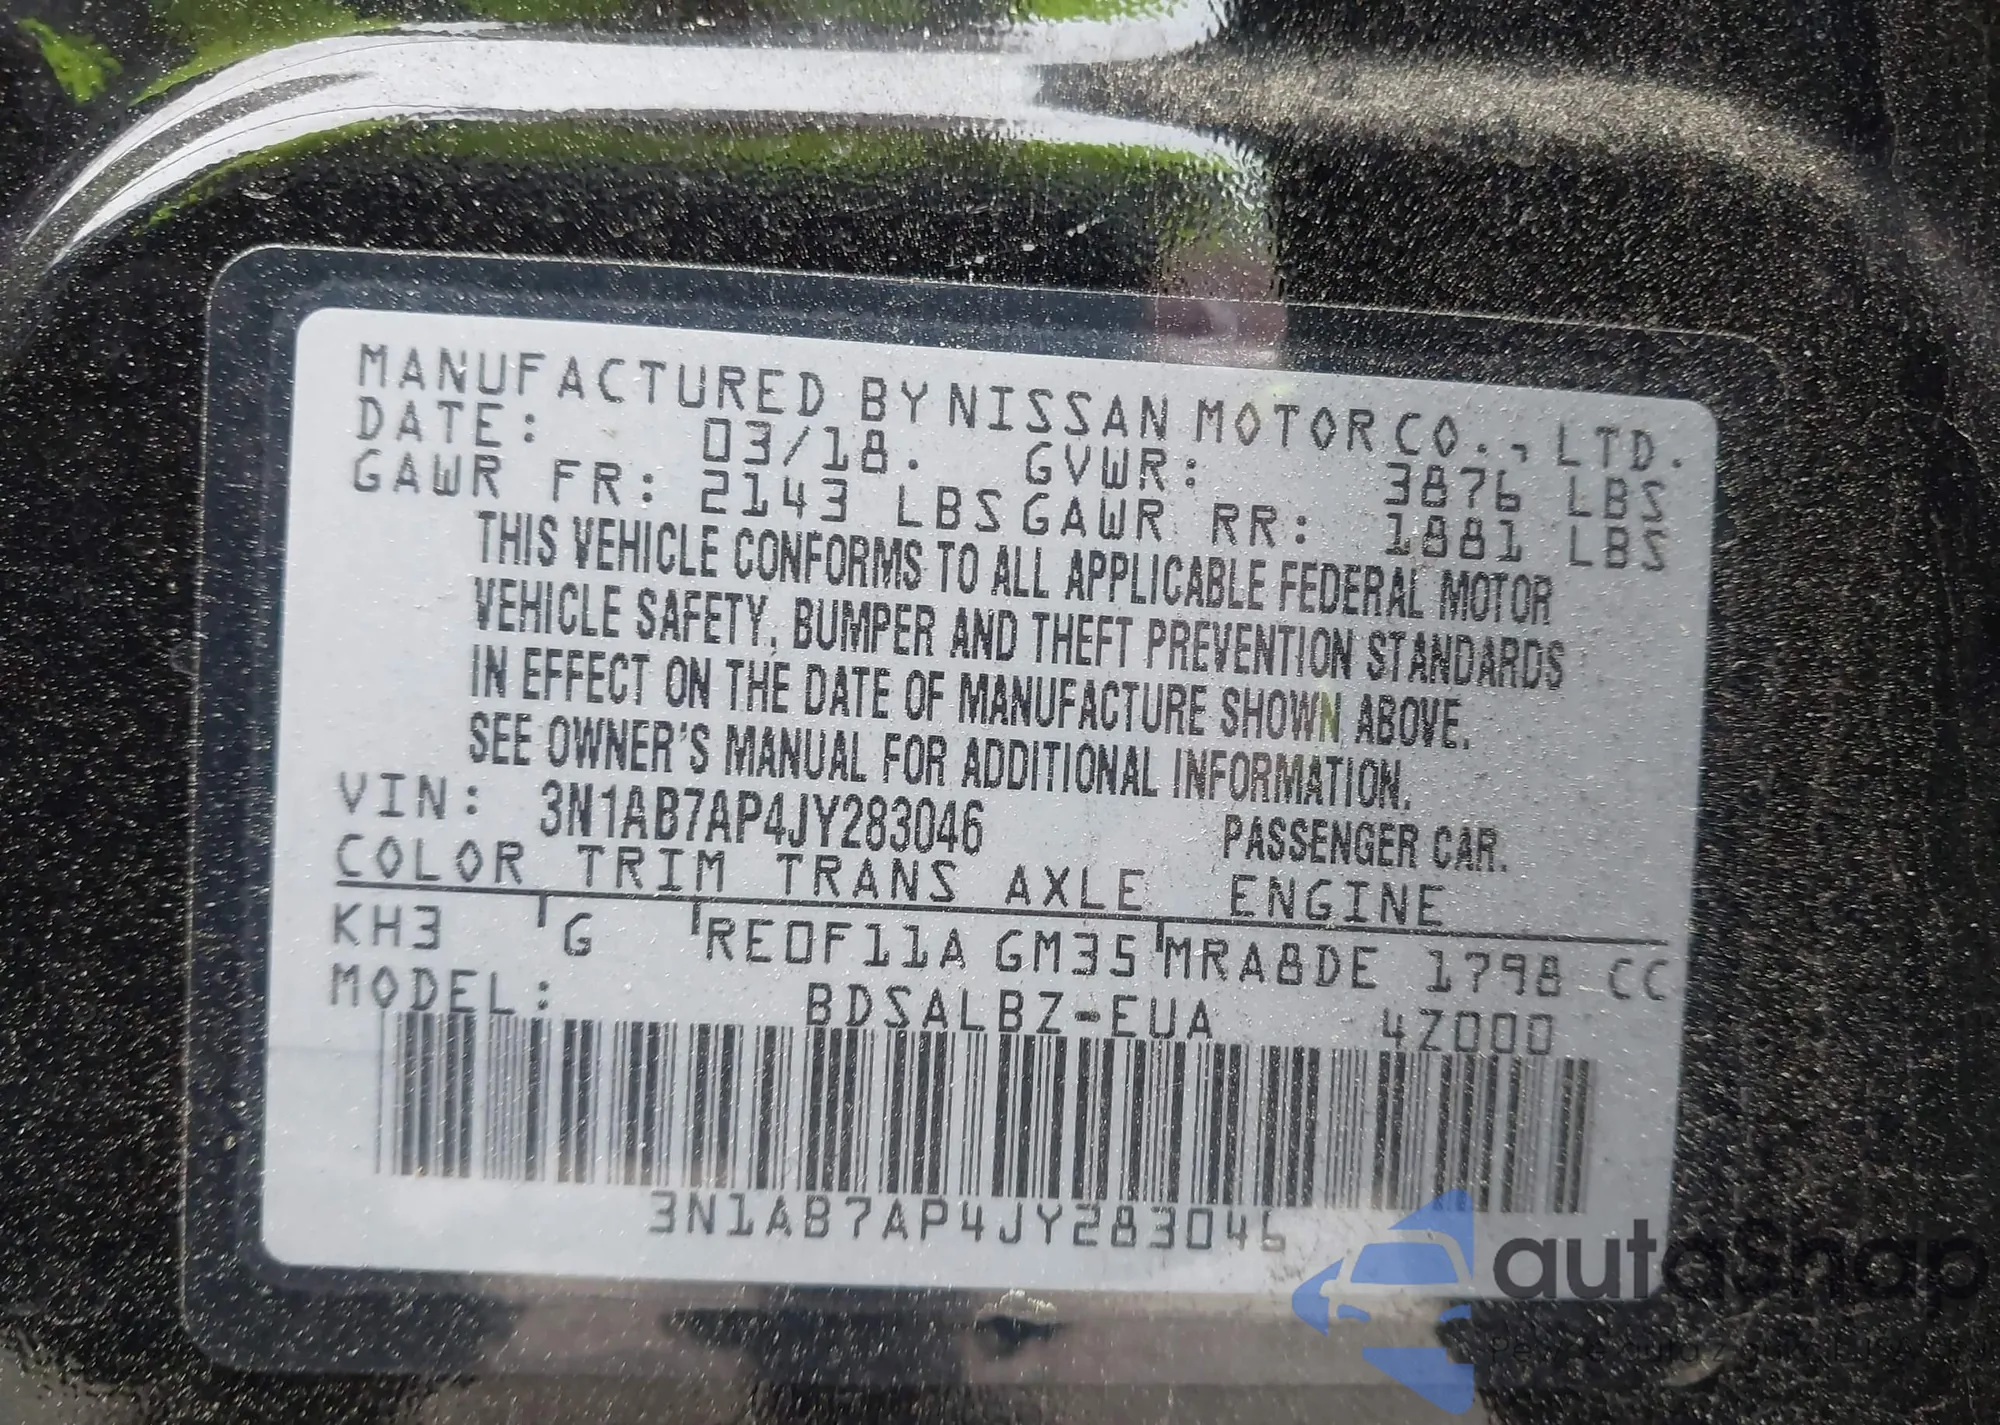 MANUFACTURED BY NISSAN MOTOR CO., LTD.
DATE: 03/18. GVWR: 3876 LBS
GAWR FR: 2143 LBS GAWR RR: 1881 LBS
THIS VEHICLE CONFORMS TO ALL APPLICABLE FEDERAL MOTOR
VEHICLE SAFETY, BUMPER AND THEFT PREVENTION STANDARDS
IN EFFECT ON THE DATE OF MANUFACTURE SHOWN ABOVE.
SEE OWNER'S MANUAL FOR ADDITIONAL INFORMATION.
VIN: 3N1AB7AP4JY283046 PASSENGER CAR.
COLOR TRIM TRANS AXLE ENGINE
KH3 G RE0F11A GM35 MRA8DE 1798 CC
MODEL: BDSALBZ-EUA 4Z000
3N1AB7AP4JY283046
autaShop